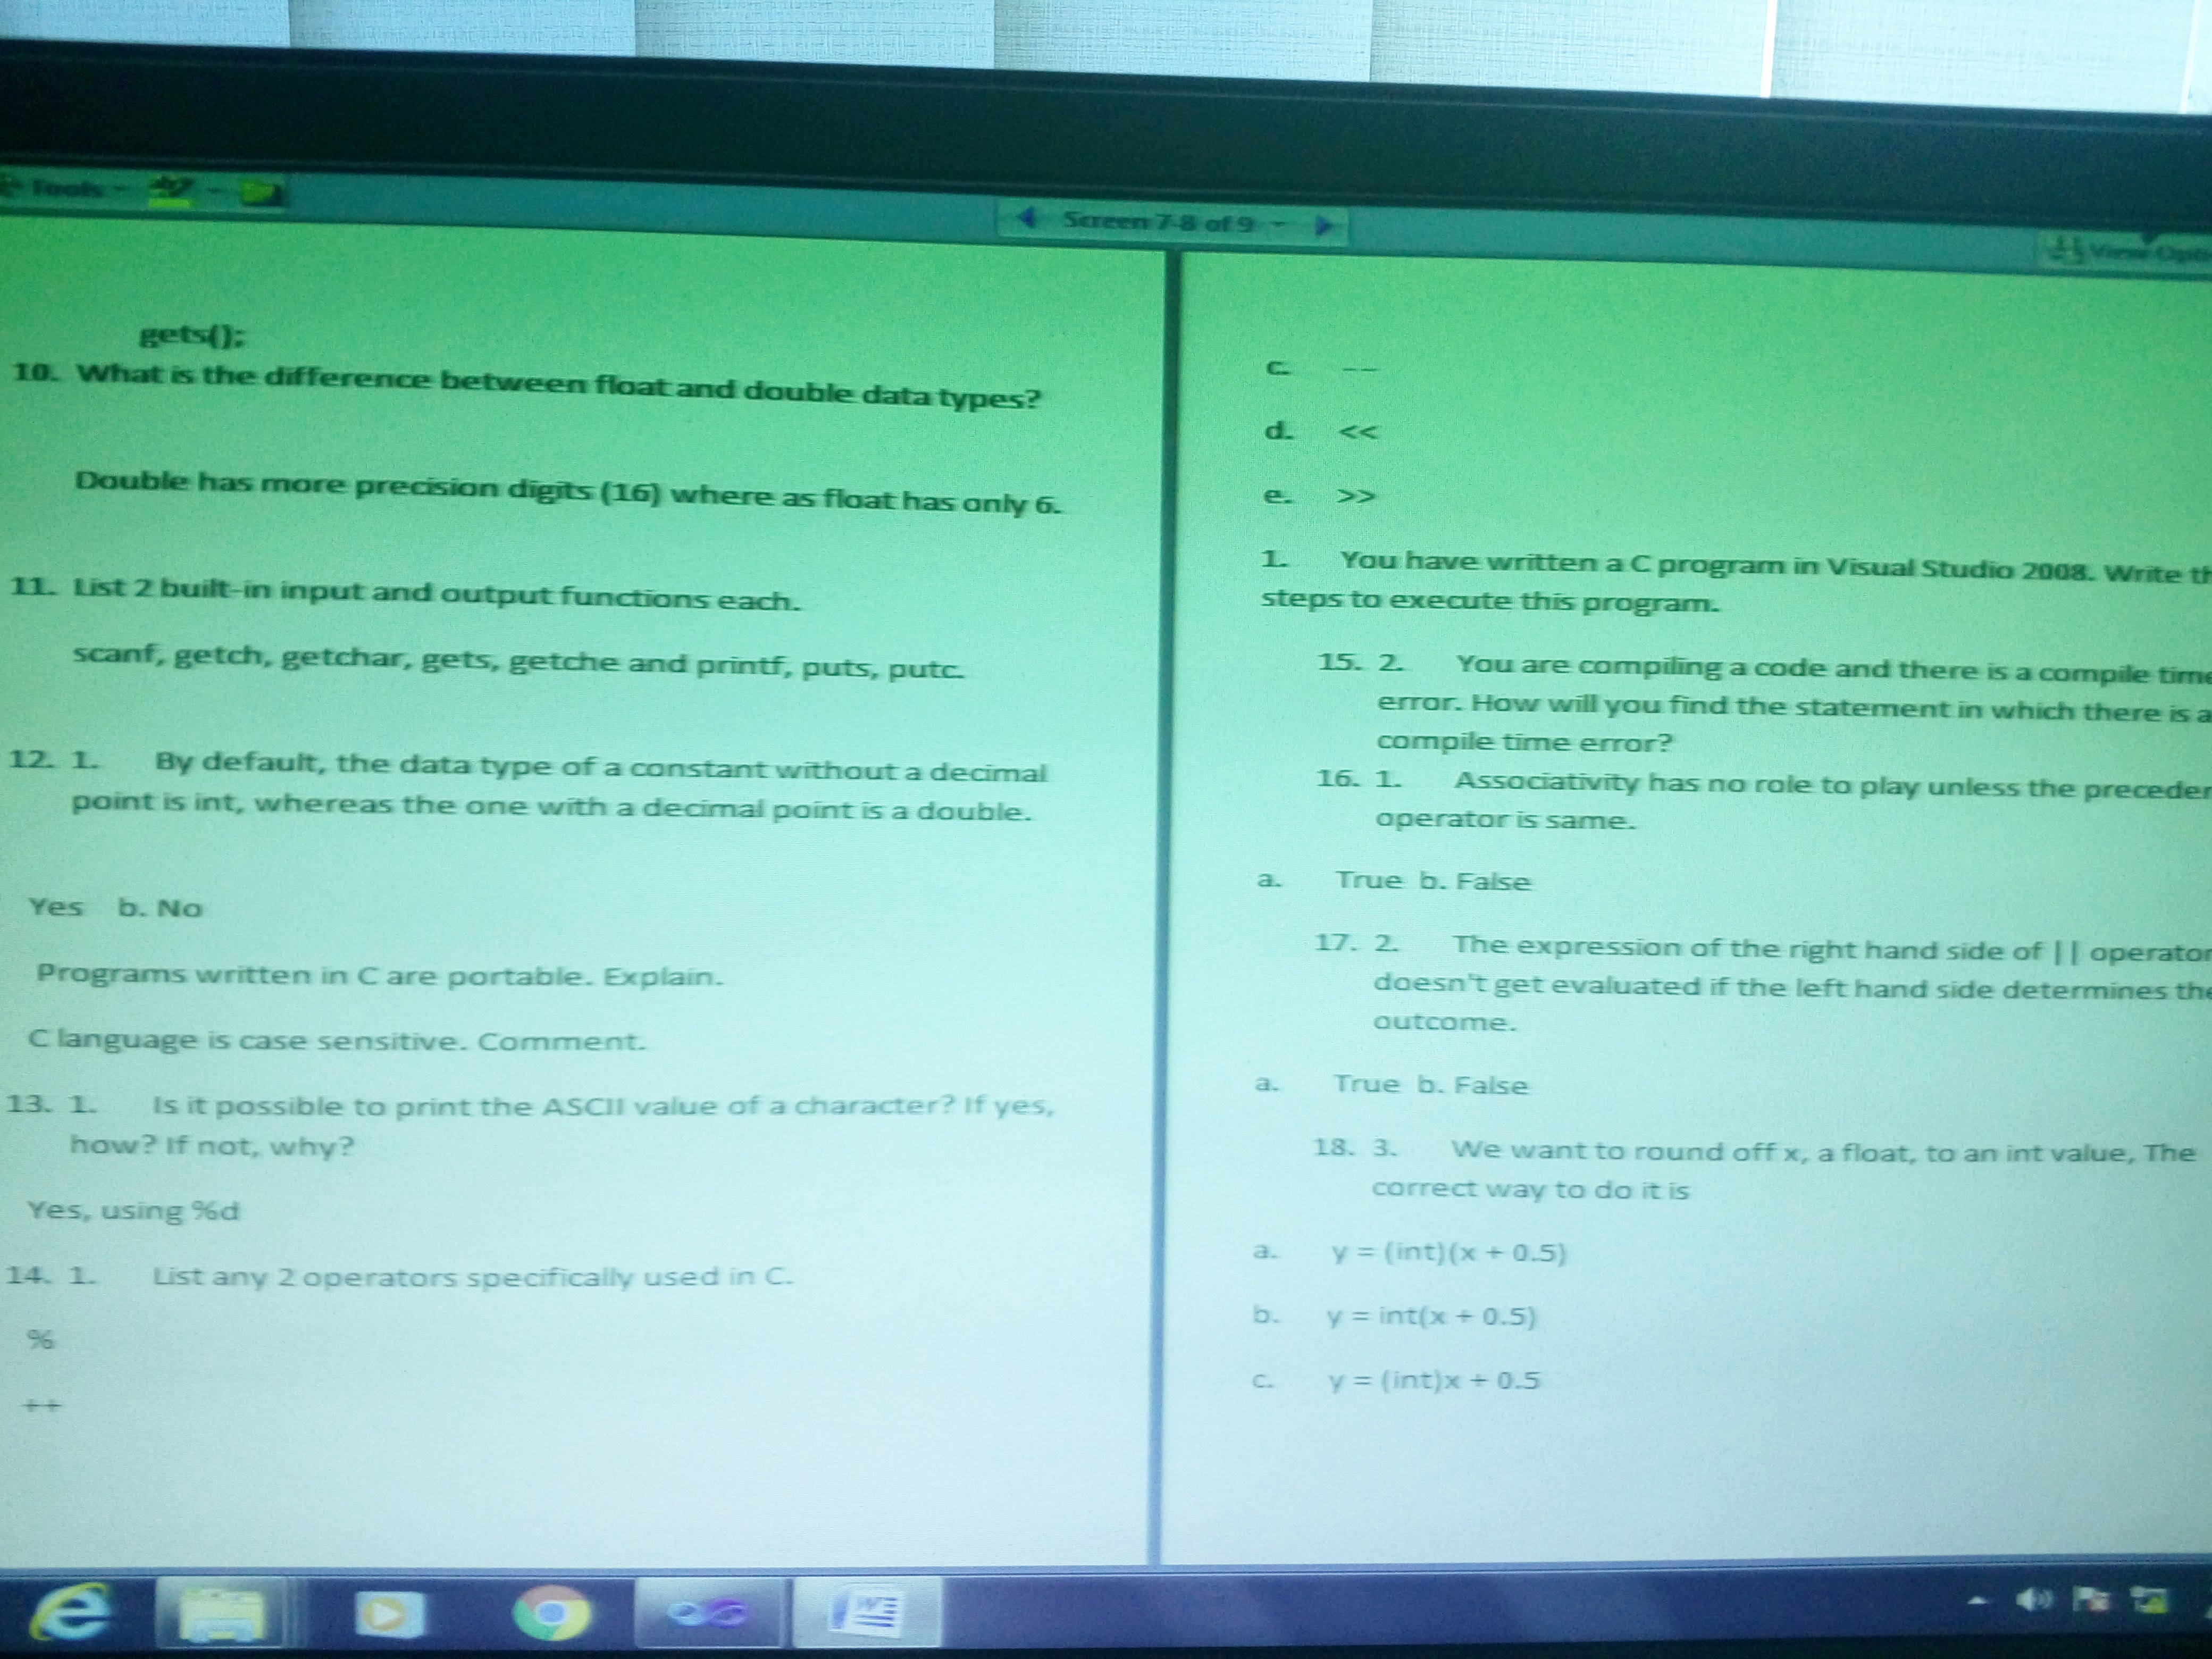 Tools
Screen 7-8 of 9
View Opti
gets();
10. What is the difference between float and double data types?
Double has more precision digits (16) where as float has only 6.
11. List 2 built-in input and output functions each.
scanf, getch, getchar, gets, getche and printf, puts, putc.
12. 1. By default, the data type of a constant without a decimal
point is int, whereas the one with a decimal point is a double.
Yes b. No
Programs written in C are portable. Explain.
C language is case sensitive. Comment.
13. 1. Is it possible to print the ASCII value of a character? If yes,
how? If not, why?
Yes, using %d
14. 1. List any 2 operators specifically used in C.
%
++
c. --
d. <<
e. >>
1. You have written a C program in Visual Studio 2008. Write th
steps to execute this program.
15. 2. You are compiling a code and there is a compile time
error. How will you find the statement in which there is a
compile time error?
16. 1. Associativity has no role to play unless the preceden
operator is same.
a. True b. False
17. 2. The expression of the right hand side of || operator
doesn't get evaluated if the left hand side determines the
outcome.
a. True b. False
18. 3. We want to round off x, a float, to an int value, The
correct way to do it is
a. y = (int)(x + 0.5)
b. y = int(x + 0.5)
c. y = (int)x + 0.5